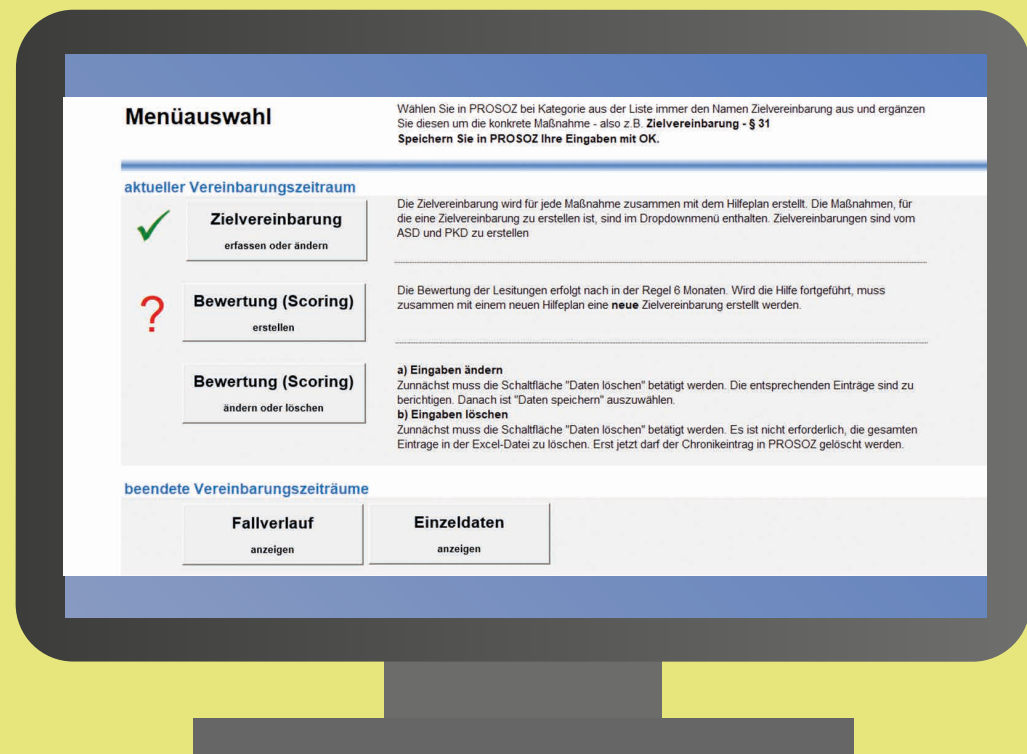 Menüauswahl
Wählen Sie in PROSOZ bei Kategorie aus der Liste immer den Namen Zielvereinbarung aus und ergänzen
Sie diesen um die konkrete Maßnahme - also z.B. Zielvereinbarung - § 31
Speichern Sie in PROSOZ Ihre Eingaben mit OK.
aktueller Vereinbarungszeitraum
Zielvereinbarung
erfassen oder ändern
Die Zielvereinbarung wird für jede Maßnahme zusammen mit dem Hilfeplan erstellt. Die Maßnahmen, für
die eine Zielvereinbarung zu erstellen ist, sind im Dropdownmenü enthalten. Zielvereinbarungen sind vom
ASD und PKD zu erstellen
?
Bewertung (Scoring)
erstellen
Die Bewertung der Lesitungen erfolgt nach in der Regel 6 Monaten. Wird die Hilfe fortgeführt, muss
zusammen mit einem neuen Hilfeplan eine neue Zielvereinbarung erstellt werden.
Bewertung (Scoring)
ändern oder löschen
a) Eingaben ändern
Zunnächst muss die Schaltfläche "Daten löschen" betätigt werden. Die entsprechenden Einträge sind zu
berichtigen. Danach ist "Daten speichern" auszuwählen.
b) Eingaben löschen
Zunnächst muss die Schaltfläche "Daten löschen" betätigt werden. Es ist nicht erforderlich, die gesamten
Eintrage in der Excel-Datei zu löschen. Erst jetzt darf der Chronikeintrag in PROSOZ gelöscht werden.
beendete Vereinbarungszeiträume
Fallverlauf
anzeigen
Einzeldaten
anzeigen